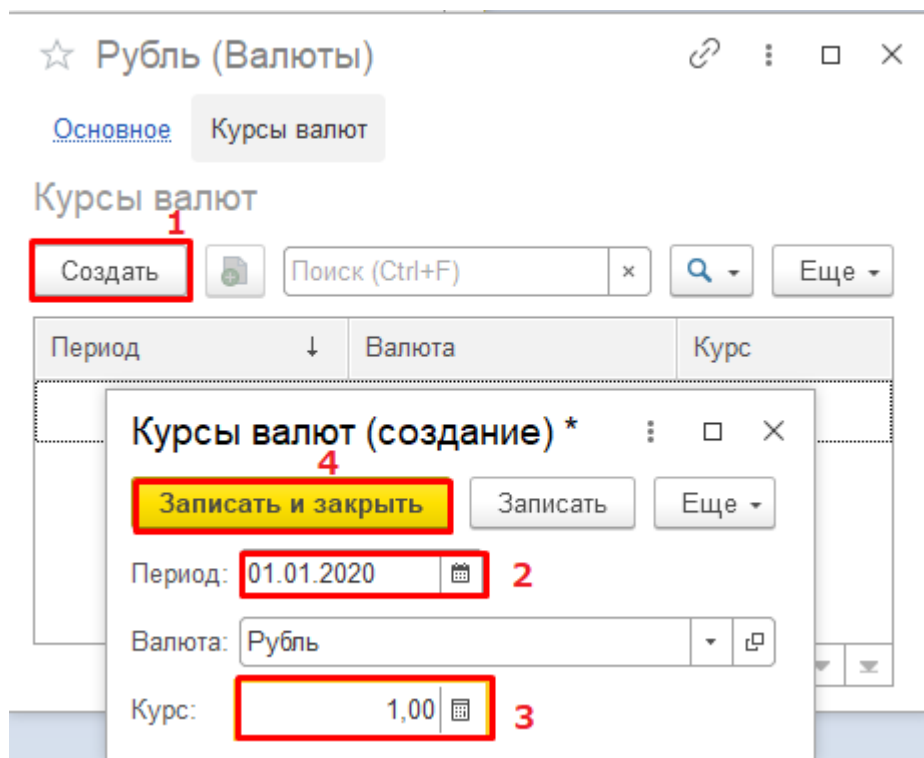 Рубль (Валюты)
Основное Курсы валют
Курсы валют
1
Создать Поиск (Ctrl+F) × Еще
Период ↓ Валюта Курс
Курсы валют (создание) *
4
Записать и закрыть Записать Еще
Период: 01.01.2020 2
Валюта: Рубль
Курс: 1,00 3